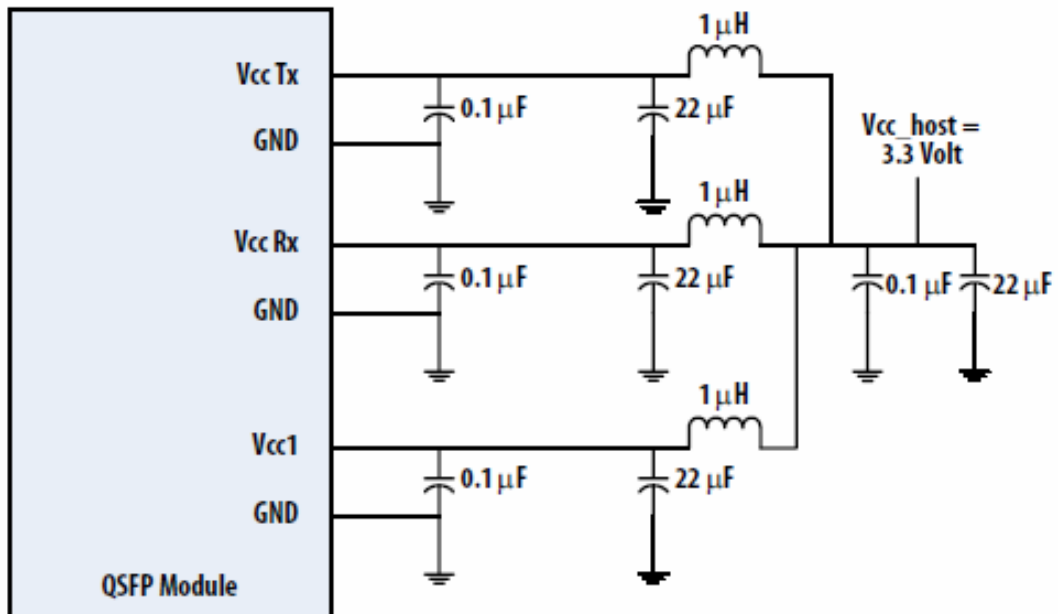 1 μH
Vcc Tx
0.1 μF
22 μF
Vcc_host =
3.3 Volt
GND
1 μH
Vcc Rx
0.1 μF
22 μF
0.1 μF
22 μF
GND
1 μH
Vcc1
0.1 μF
22 μF
GND
QSFP Module